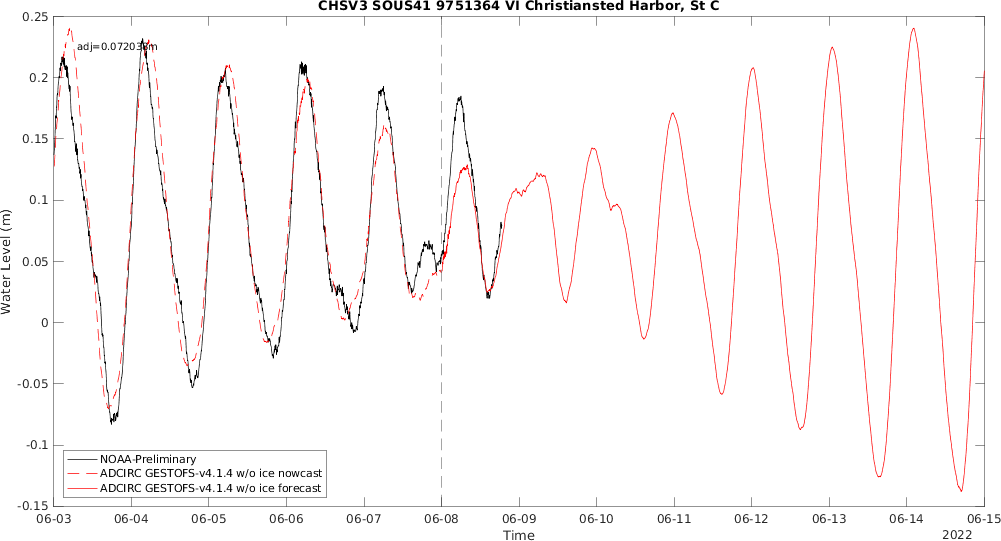 CHSV3 SOUS41 9751364 VI Christiansted Harbor, St C
0.25
0.2
0.15
0.1
0.05
0
-0.05
-0.1
-0.15
Water Level (m)
NOAA-Preliminary
ADCIRC GESTOFS-v4.1.4 w/o ice nowcast
ADCIRC GESTOFS-v4.1.4 w/o ice forecast
06-03 06-04 06-05 06-06 06-07 06-08 06-09 06-10 06-11 06-12 06-13 06-14 06-15
Time
2022